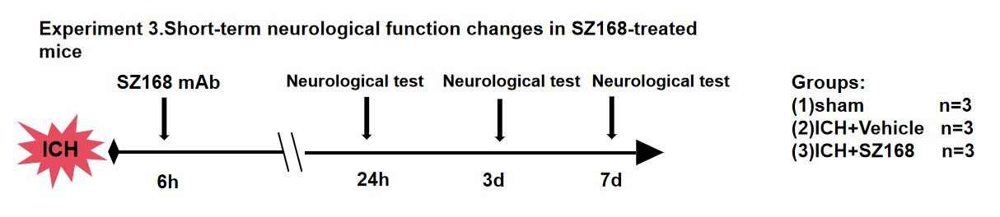 Experiment 3.Short-term neurological function changes in SZ168-treated
mice
SZ168 mAb
Neurological test
Neurological test
Neurological test
ICH
6h
24h
3d
7d
Groups:
(1)sham n=3
(2)ICH+Vehicle n=3
(3)ICH+SZ168 n=3